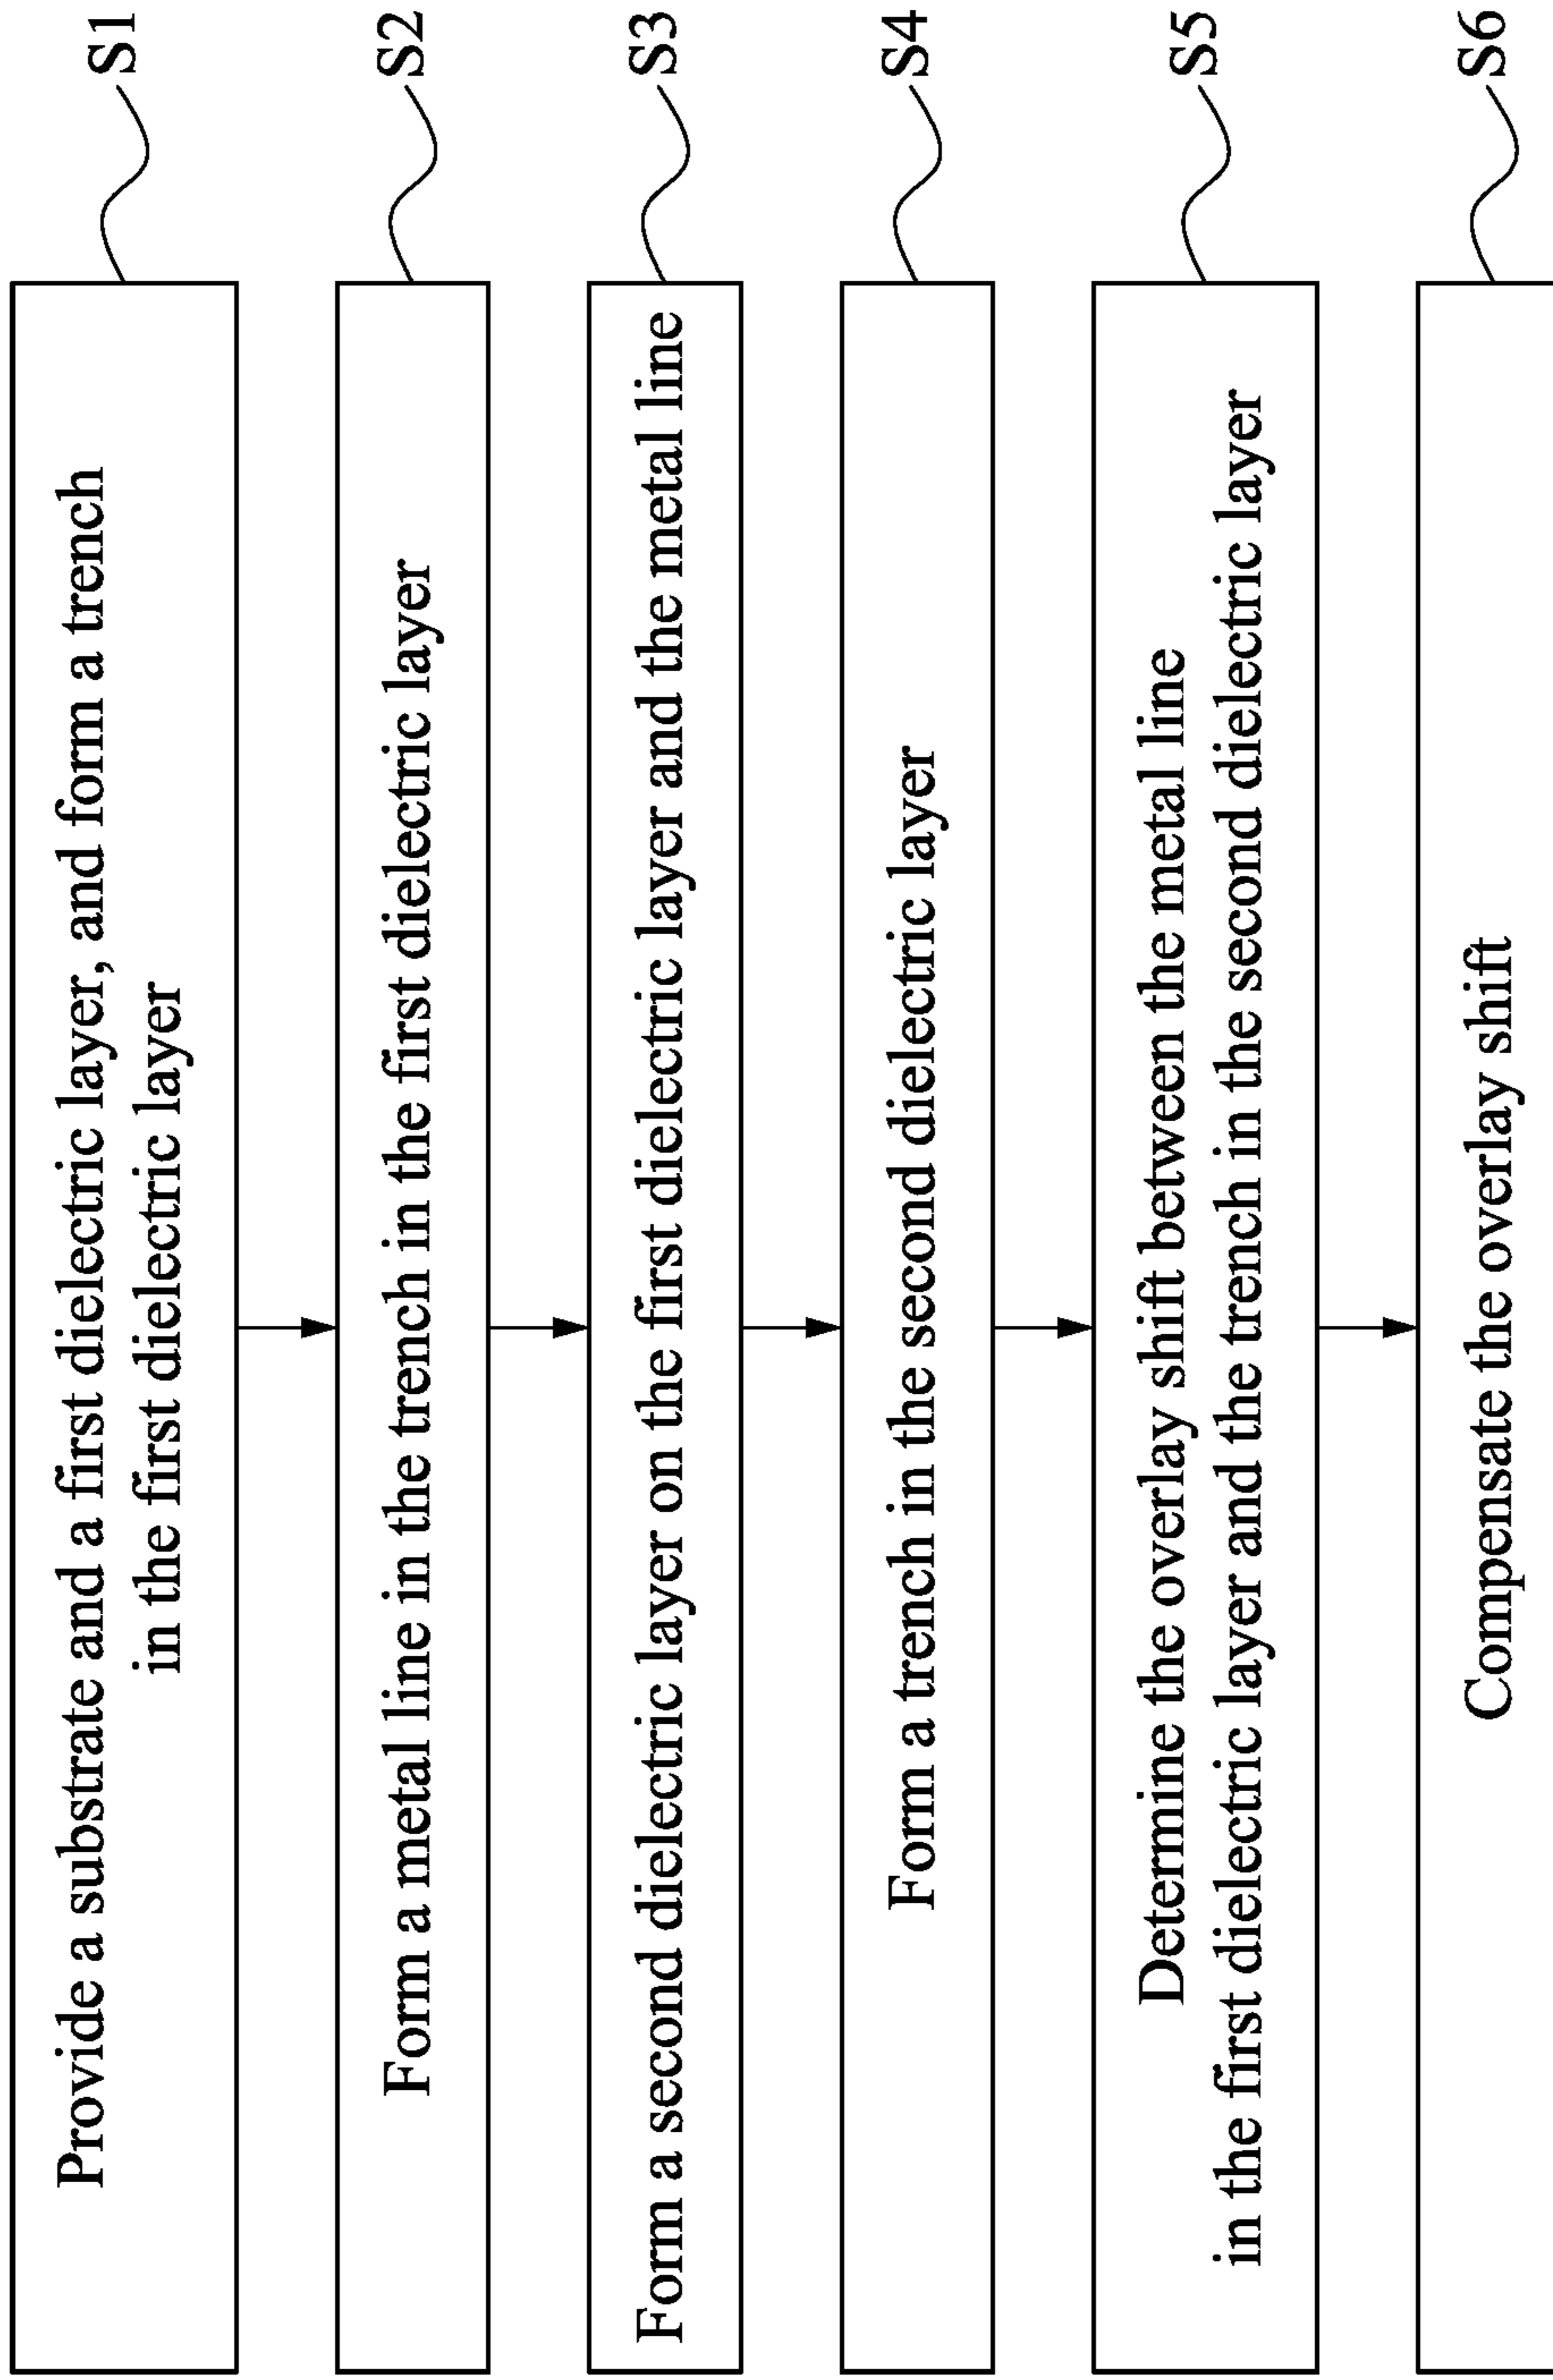 Provide a substrate and a first dielectric layer, and form a trench
in the first dielectric layer
S1
Form a metal line in the trench in the first dielectric layer
S2
Form a second dielectric layer on the first dielectric layer and the metal line
S3
Form a trench in the second dielectric layer
S4
Determine the overlay shift between the metal line
in the first dielectric layer and the trench in the second dielectric layer
S5
Compensate the overlay shift
S6